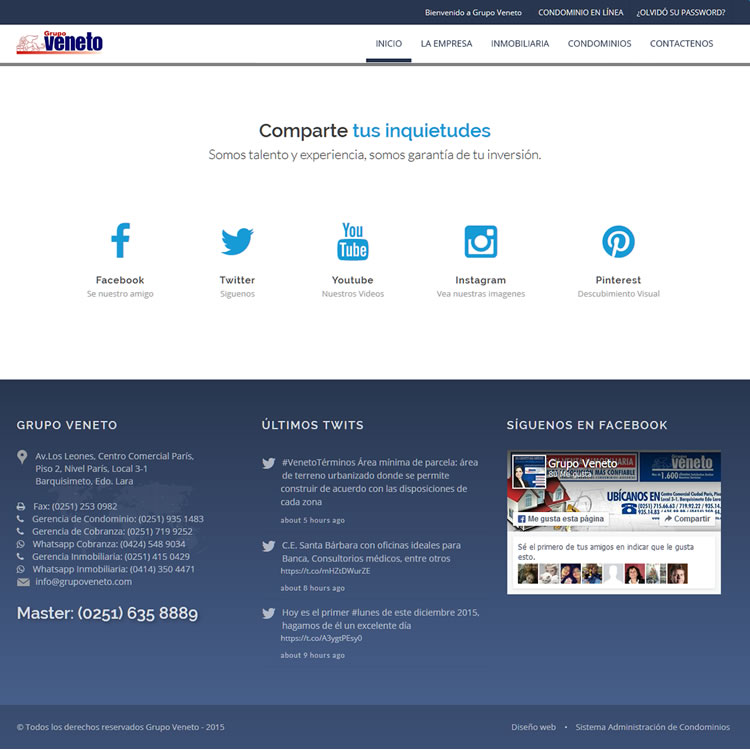 Bienvenido a Grupo Veneto CONDOMINIO EN LÍNEA ¿OLVIDÓ SU PASSWORD?
Grupo
veneto
INICIO LA EMPRESA INMOBILIARIA CONDOMINIOS CONTACTENOS
Comparte tus inquietudes
Somos talento y experiencia, somos garantía de tu inversión.
You
Tube
Facebook Twitter Youtube Instagram Pinterest
Se nuestro amigo Siguenos Nuestros Videos Vea nuestras imagenes Descubimiento Visual
GRUPO VENETO
Av.Los Leones, Centro Comercial París,
Piso 2, Nivel París, Local 3-1
Barquisimeto, Edo. Lara
Fax: (0251) 253 0982
Gerencia de Condominio: (0251) 935 1483
Gerencia de Cobranza: (0251) 719 9252
Whatsapp Cobranza: (0424) 548 9034
Gerencia Inmobiliaria: (0251) 415 0429
Whatsapp Inmobiliaria: (0414) 350 4471
info@grupoveneto.com
Master: (0251) 635 8889
ÚLTIMOS TWITS
#VenetoTérminos Área mínima de parcela: área
de terreno urbanizado donde se permite
construir de acuerdo con las disposiciones de
cada zona
about 5 hours ago
C.E. Santa Bárbara con oficinas ideales para
Banca, Consultorios médicos, entre otros
https://t.co/mHZtDWurZE
about 8 hours ago
Hoy es el primer #lunes de este diciembre 2015,
hagamos de él un excelente día
https://t.co/A3ygtPEsy0
about 9 hours ago
SÍGUENOS EN FACEBOOK
Grupo Veneto
veneto
MAS CONFIABLE
1.600
UBÍCANOS EN
Me gusta esta página Compartir
Sé el primero de tus amigos en indicar que le gusta
esto.
© Todos los derechos reservados Grupo Veneto - 2015
Diseño web • Sistema Administración de Condominios